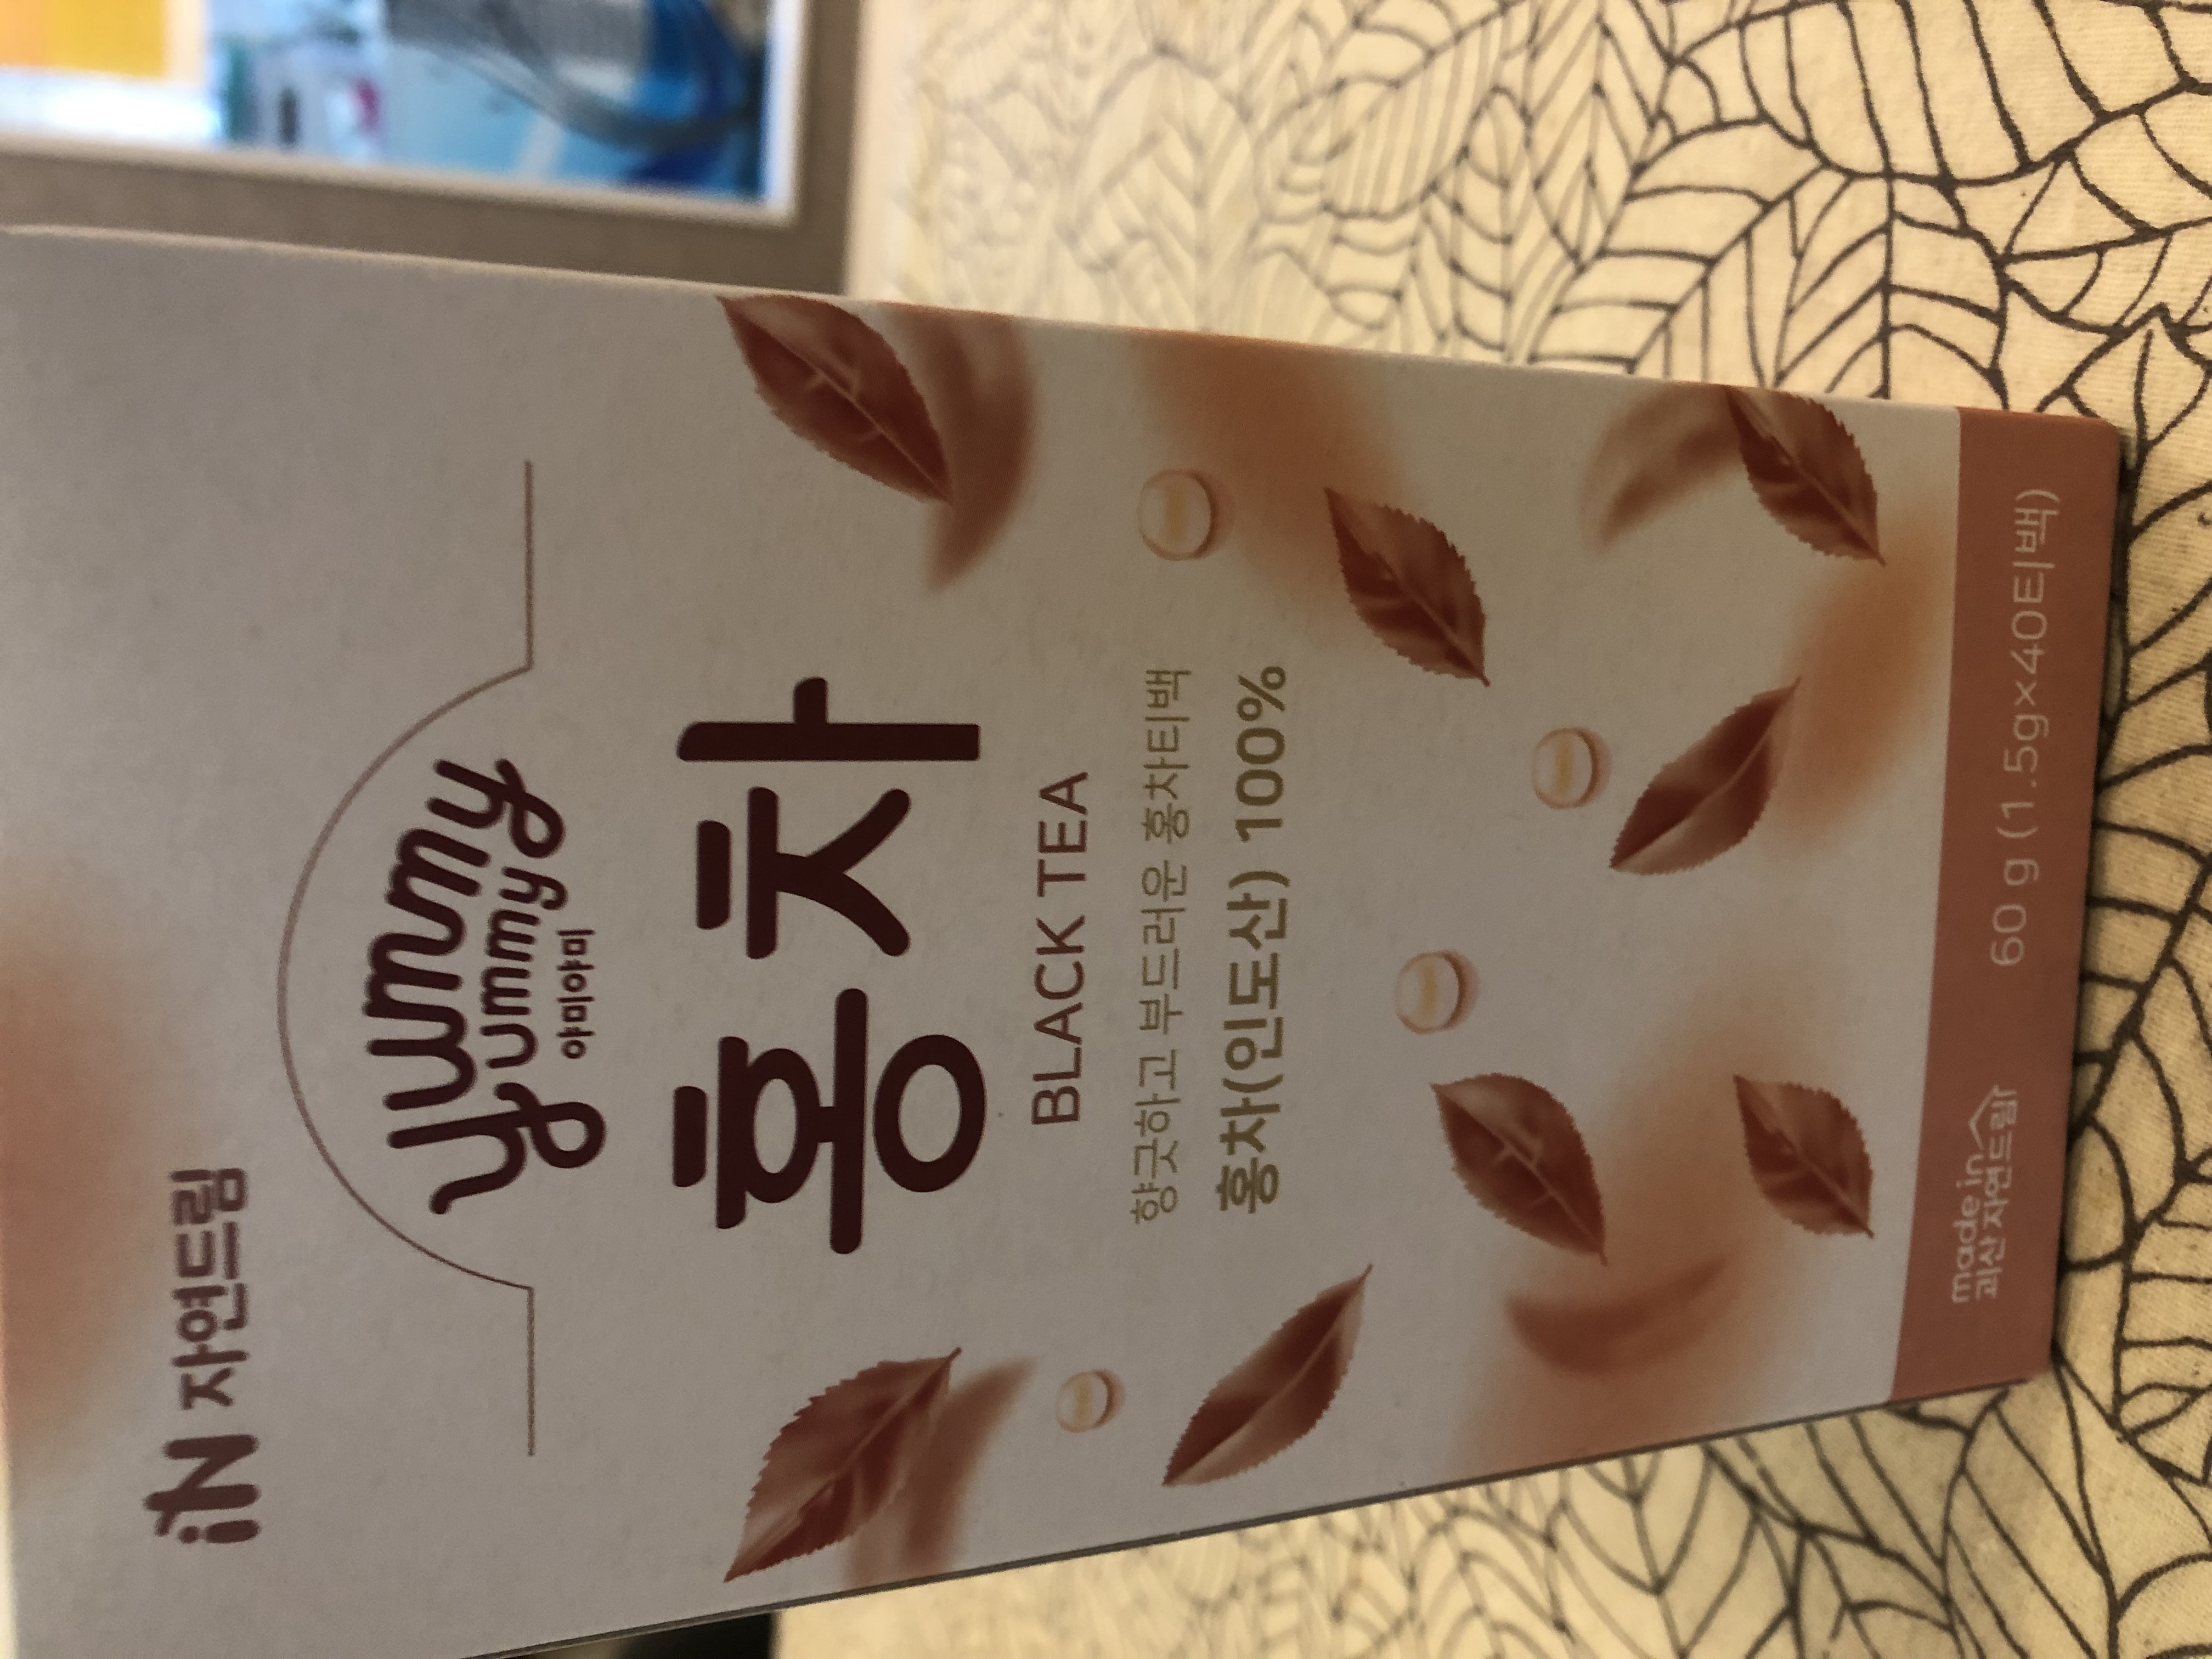 iN 자연드림
yummy
yummy
야미야미
홍차
BLACK TEA
향긋하고 부드러운 홍차티백
홍차(인도산) 100%
made in
괴산자연드림
60 g (1.5g×40티백)